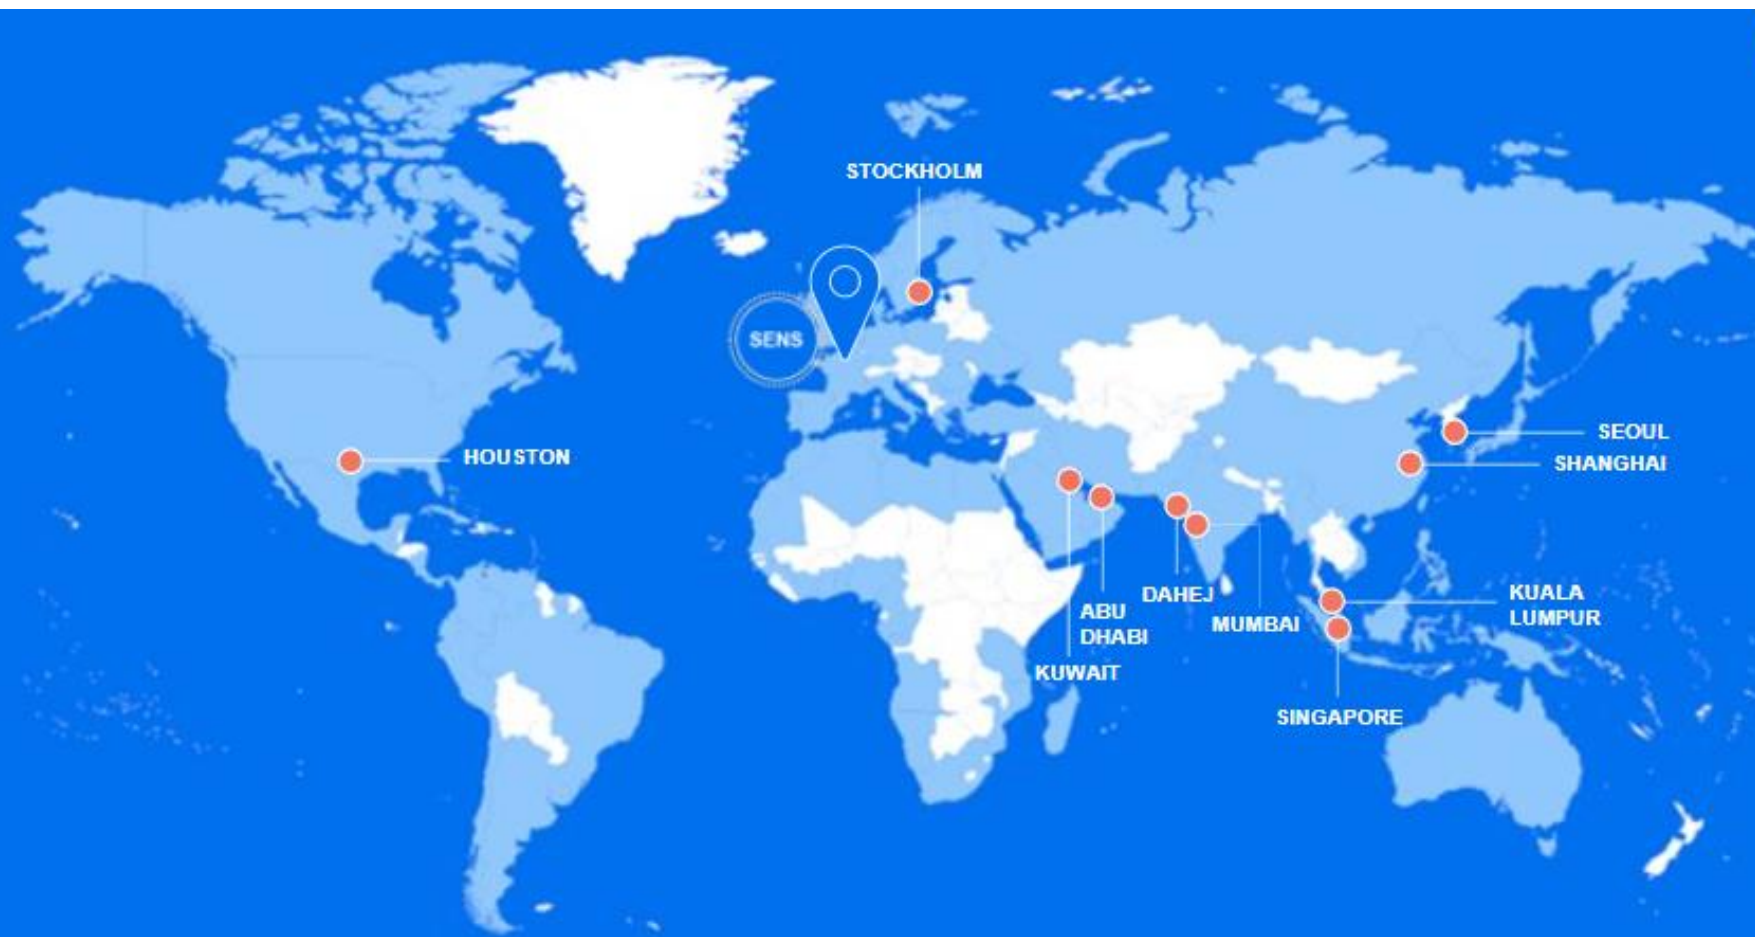 STOCKHOLM
SENS
HOUSTON
SEOUL
SHANGHAI
KUALA
LUMPUR
DAHEJ
ABU
DHABI
MUMBAI
KUWAIT
SINGAPORE